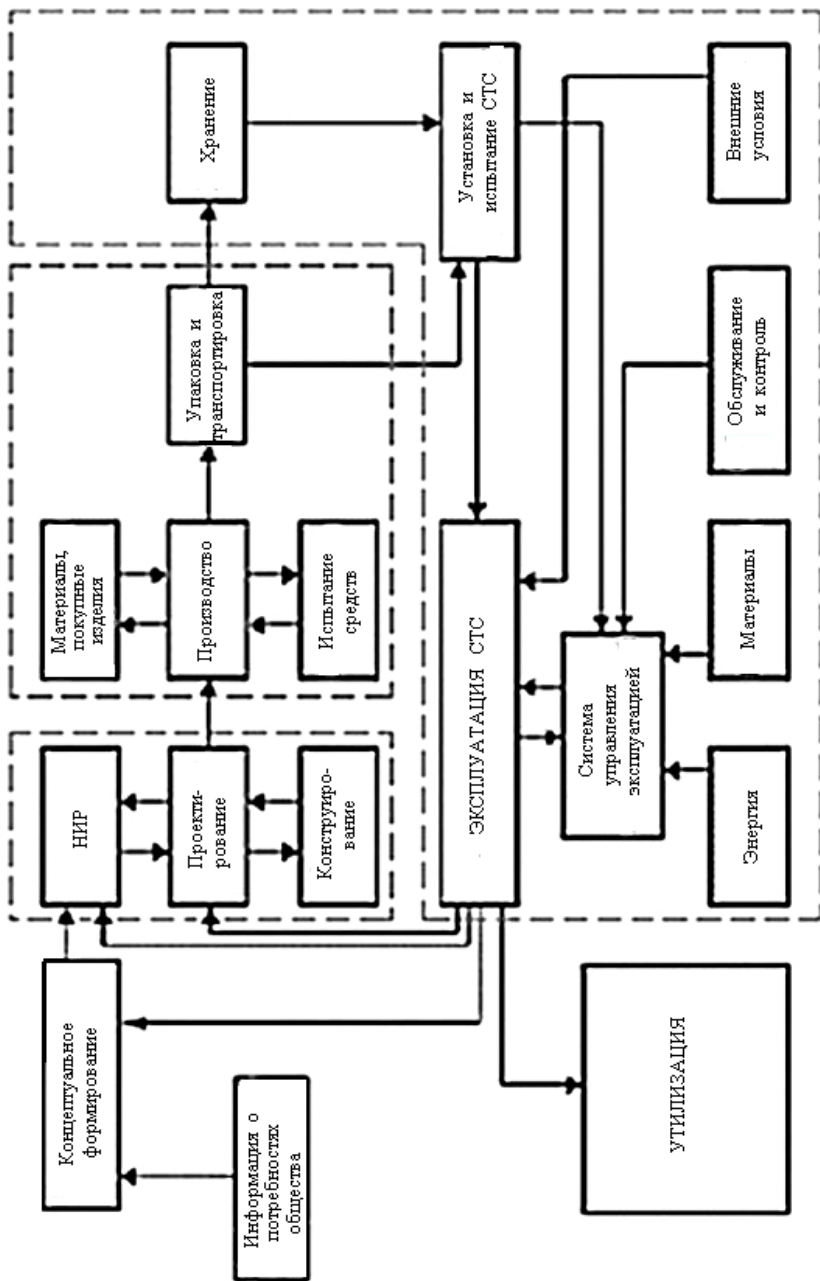 Концептуальное
формирование
НИР
Материалы,
покупные
изделия
Проекти-
рование
Производство
Упаковка и
транспортировка
Хранение
Информация о
потребностях
общества
Конструиро-
вание
Испытание
средств
ЭКСПЛУАТАЦИЯ СТС
Установка и
испытание СТС
Система
управления
эксплуатацией
УТИЛИЗАЦИЯ
Энергия
Материалы
Обслуживание
и контроль
Внешние
условия